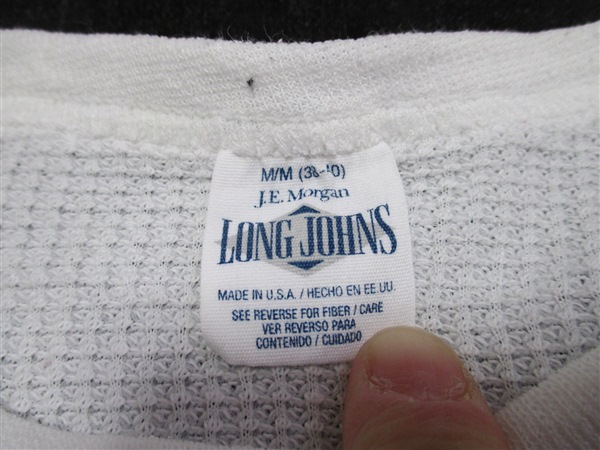 M/M (38-40)
J.E. Morgan
LONG JOHNS
MADE IN U.S.A. / HECHO EN EE.UU.
SEE REVERSE FOR FIBER / CARE
VER REVERSO PARA
CONTENIDO / CUIDADO